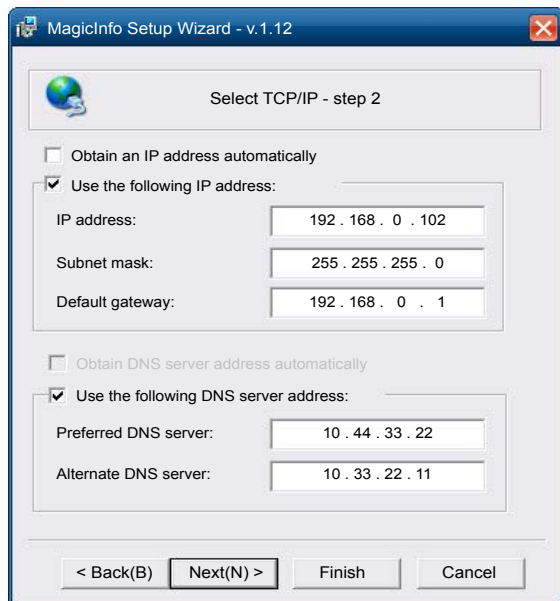 MagicInfo Setup Wizard - v.1.12
Select TCP/IP - step 2
Obtain an IP address automatically
Use the following IP address:
IP address: 192 . 168 . 0 . 102
Subnet mask: 255 . 255 . 255 . 0
Default gateway: 192 . 168 . 0 . 1
Obtain DNS server address automatically
Use the following DNS server address:
Preferred DNS server: 10 . 44 . 33 . 22
Alternate DNS server: 10 . 33 . 22 . 11
< Back(B) Next(N) > Finish Cancel